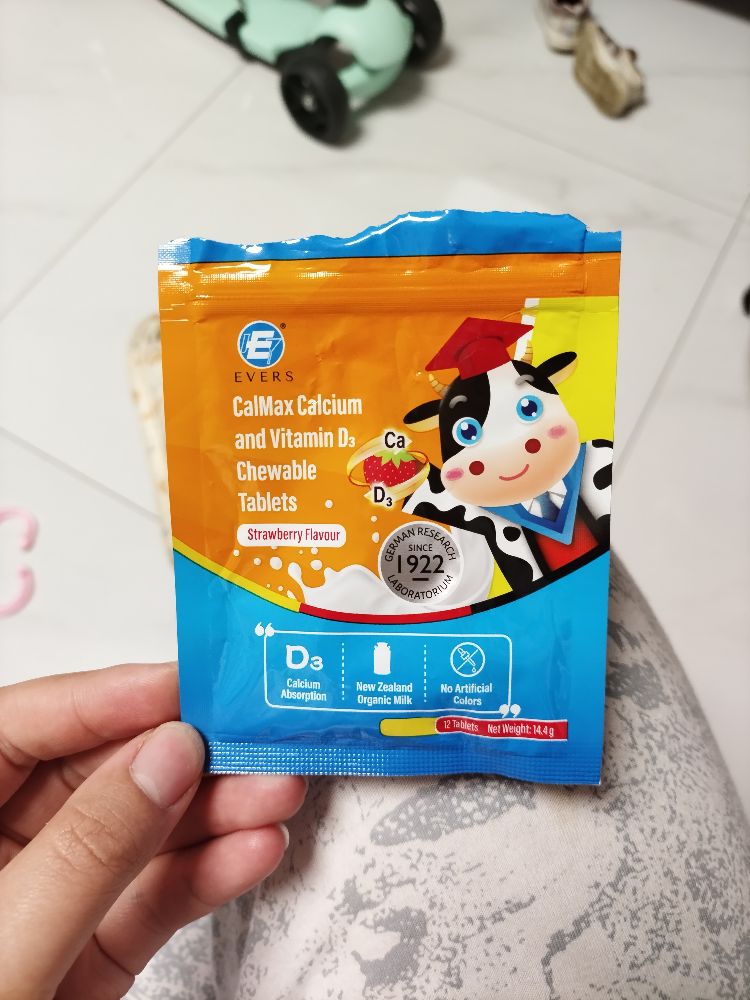 E®
EVERS
CalMax Calcium
and Vitamin D₃
Chewable
Tablets
Strawberry Flavour
Ca
D₃
GERMAN RESEARCH
SINCE
1922
LABORATORIUM
D₃
Calcium
Absorption
New Zealand
Organic Milk
No Artificial
Colors
12 Tablets Net Weight: 14.4 g